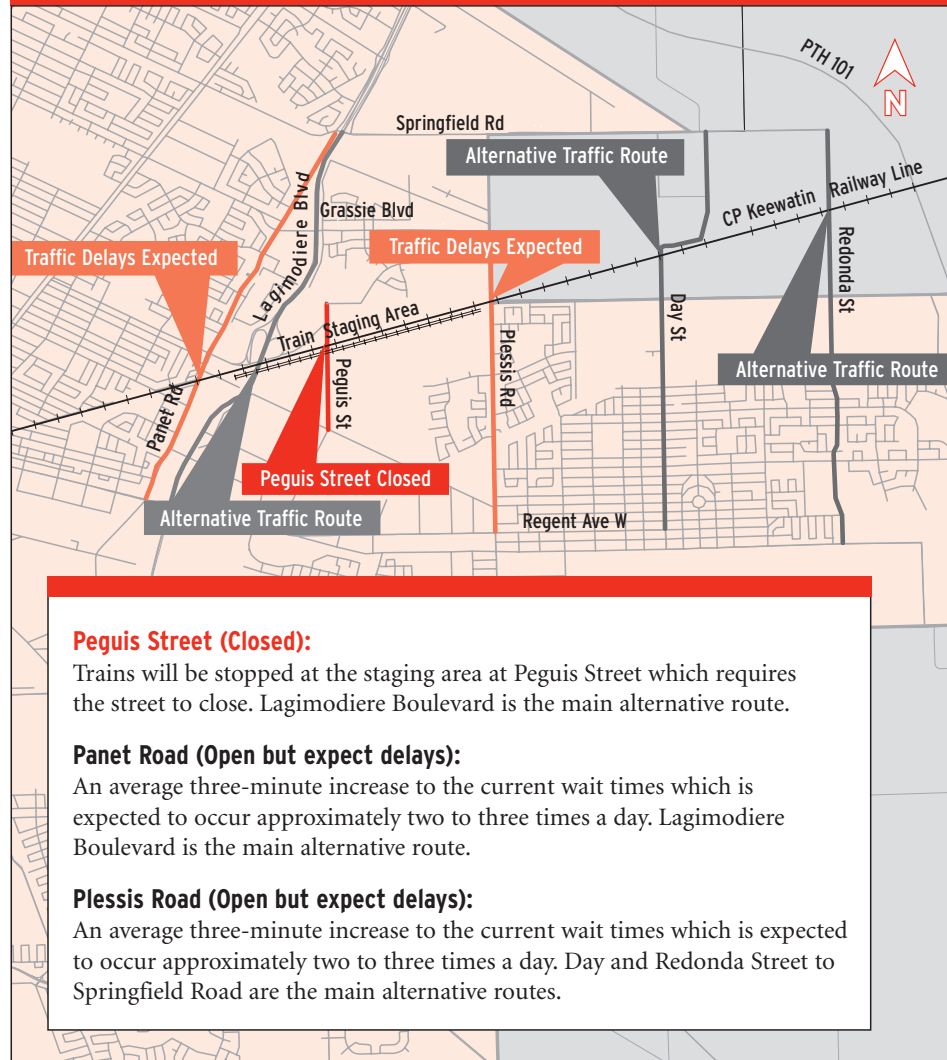 PTH 101
N
Springfield Rd
Alternative Traffic Route
CP Keewatin Railway Line
Lagimodiere Blvd
Grassie Blvd
Traffic Delays Expected
Traffic Delays Expected
Redonda St
Day St
Train Staging Area
Plessis Rd
Peguis St
Panet Rd
Alternative Traffic Route
Peguis Street Closed
Alternative Traffic Route
Regent Ave W
Peguis Street (Closed):
Trains will be stopped at the staging area at Peguis Street which requires
the street to close. Lagimodiere Boulevard is the main alternative route.
Panet Road (Open but expect delays):
An average three-minute increase to the current wait times which is
expected to occur approximately two to three times a day. Lagimodiere
Boulevard is the main alternative route.
Plessis Road (Open but expect delays):
An average three-minute increase to the current wait times which is expected
to occur approximately two to three times a day. Day and Redonda Street to
Springfield Road are the main alternative routes.